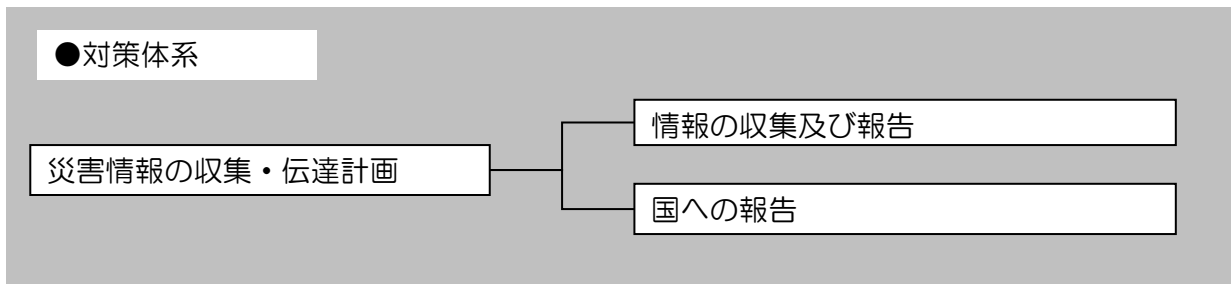 ●対策体系
情報の収集及び報告
災害情報の収集・伝達計画
国への報告